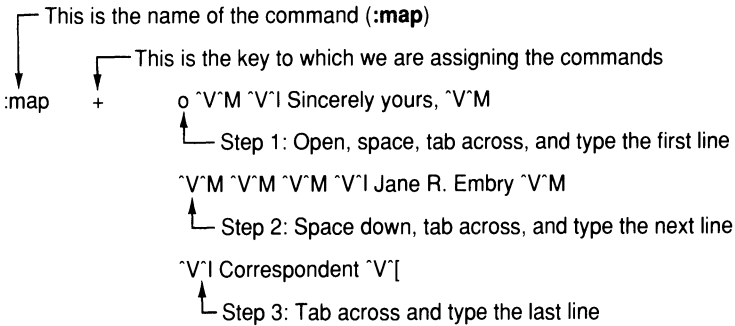 This is the name of the command (:map)
This is the key to which we are assigning the commands
:map + o ^V^M ^V^I Sincerely yours, ^V^M
Step 1: Open, space, tab across, and type the first line
^V^M ^V^M ^V^M ^V^I Jane R. Embry ^V^M
Step 2: Space down, tab across, and type the next line
^V^I Correspondent ^V^[
Step 3: Tab across and type the last line